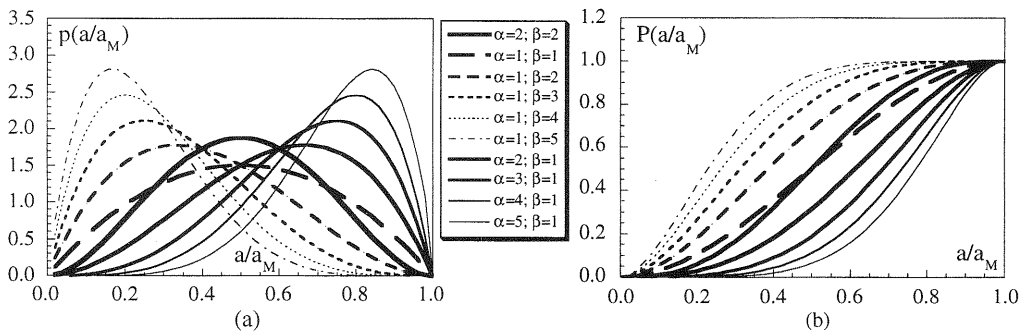 3.5
3.0
2.5
2.0
1.5
1.0
0.5
0.0
p(a/a_M)
a/a_M
0.0 0.2 0.4 0.6 0.8 1.0
(a)
α=2; β=2
α=1; β=1
α=1; β=2
α=1; β=3
α=1; β=4
α=1; β=5
α=2; β=1
α=3; β=1
α=4; β=1
α=5; β=1
1.2
1.0
0.8
0.6
0.4
0.2
0.0
P(a/a_M)
a/a_M
0.0 0.2 0.4 0.6 0.8 1.0
(b)